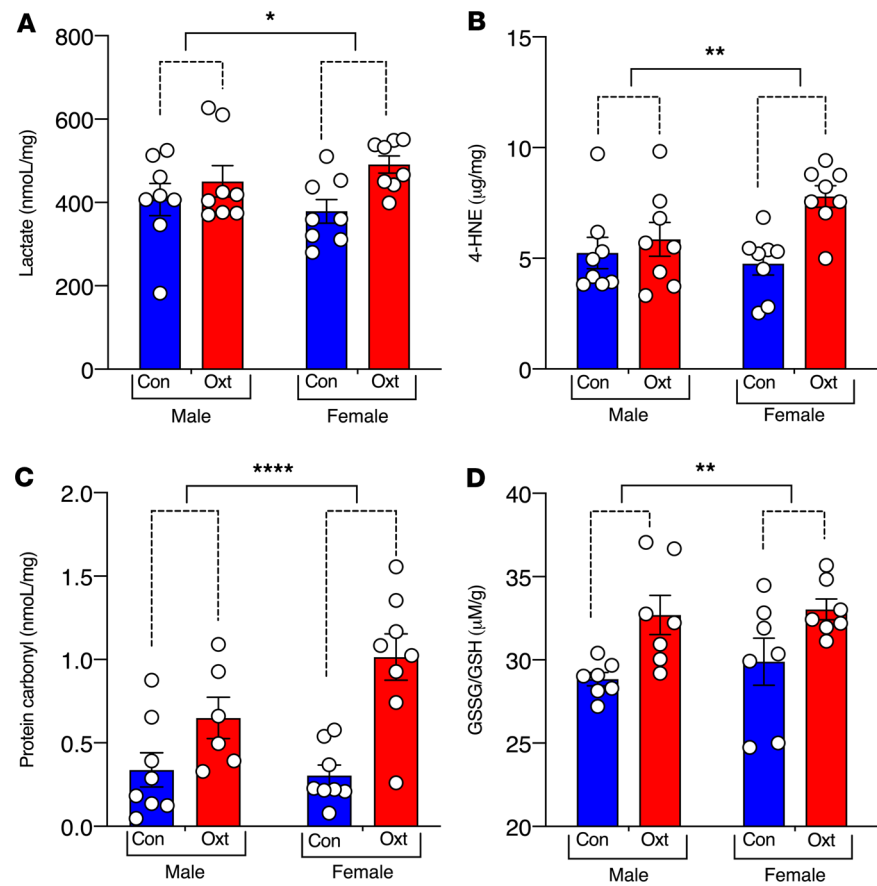 A
*
800
600
400
200
0
Lactate (nmoL/mg)
Con Oxt Con Oxt
Male Female
B
**
15
10
5
0
4-HNE (µg/mg)
Con Oxt Con Oxt
Male Female
C
****
2.0
1.5
1.0
0.5
0.0
Protein carbonyl (nmoL/mg)
Con Oxt Con Oxt
Male Female
D
**
40
35
30
25
20
GSSG/GSH (µM/g)
Con Oxt Con Oxt
Male Female